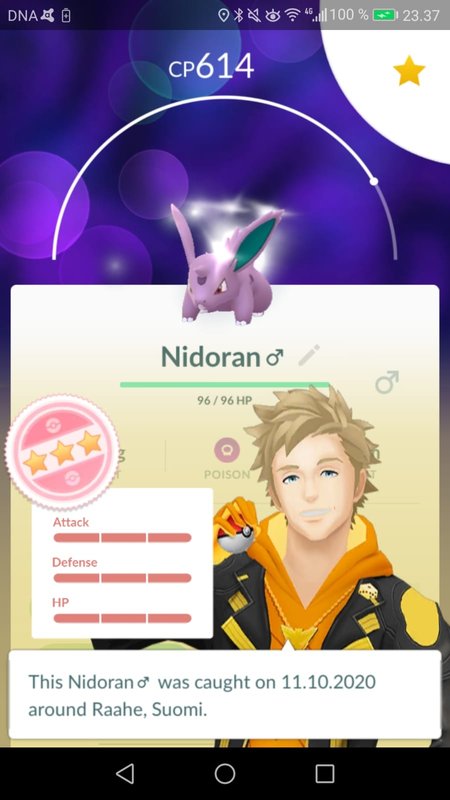 DNA 4G 100 % 23.37
CP614
Nidoran♂
96 / 96 HP
POISON
Attack
Defense
HP
This Nidoran♂ was caught on 11.10.2020
around Raahe, Suomi.